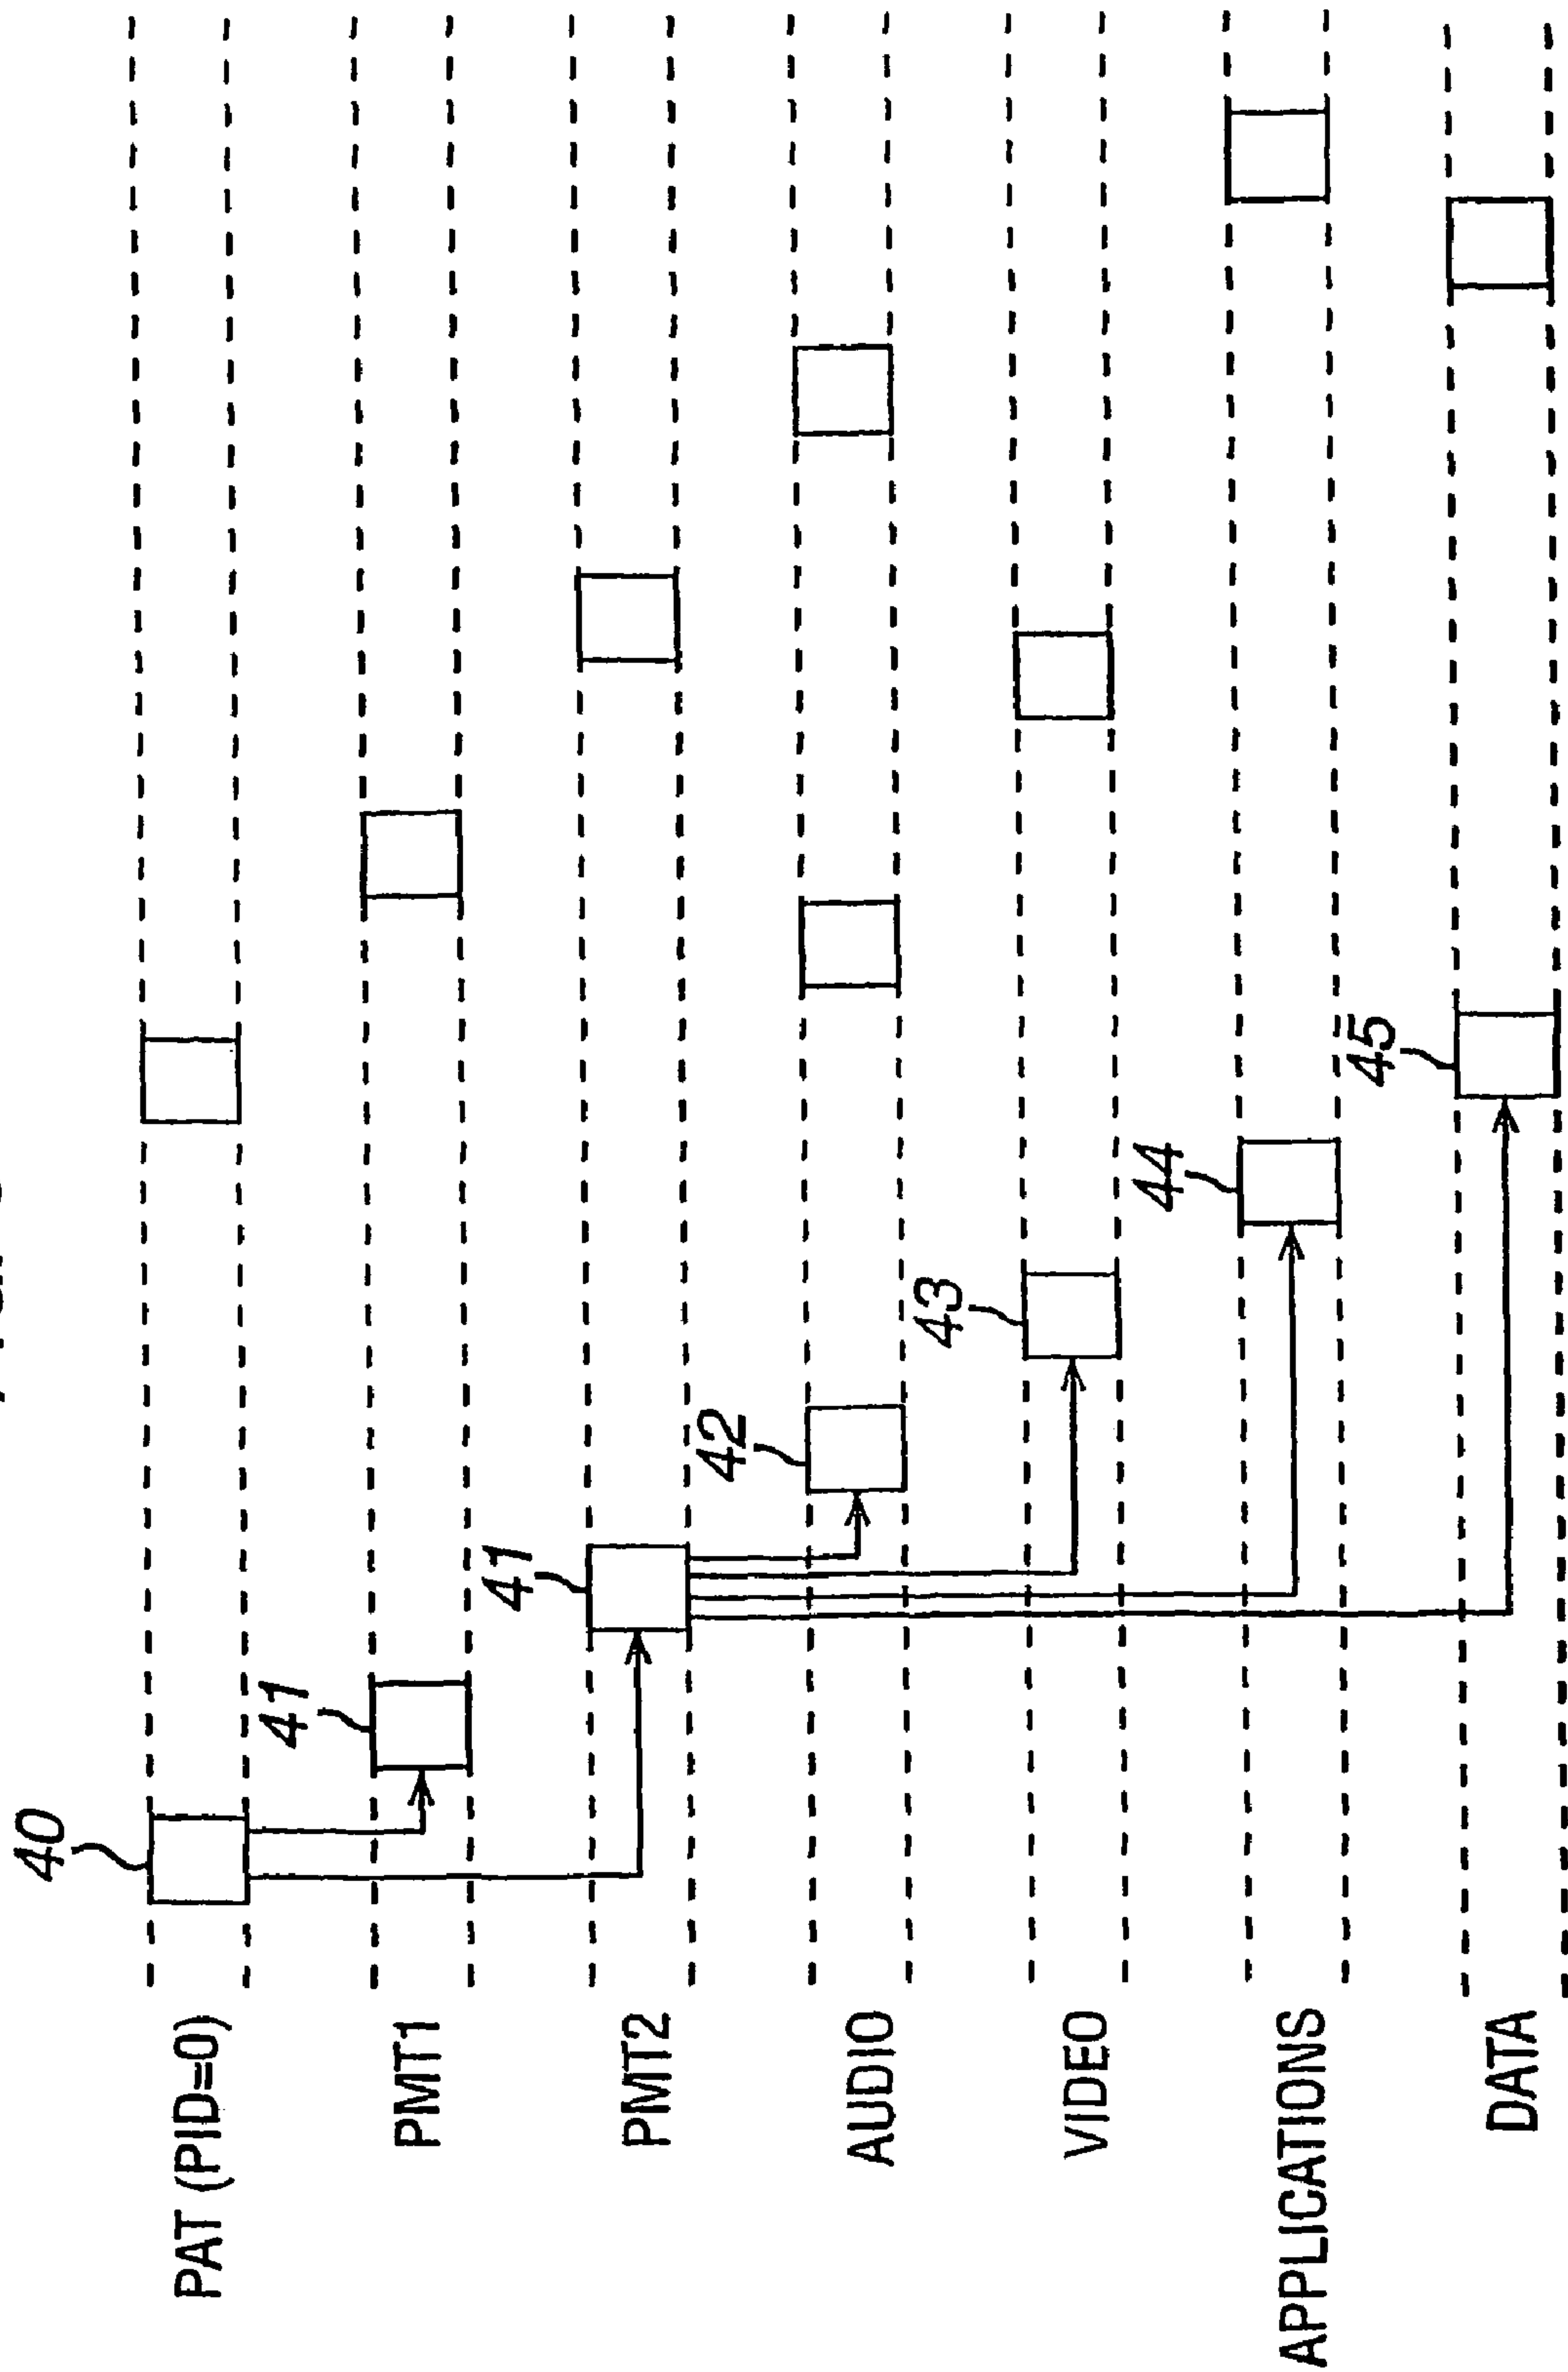 40
PAT (PID=0)
41
PMT1
41
PMT2
42
AUDIO
43
VIDEO
44
APPLICATIONS
45
DATA